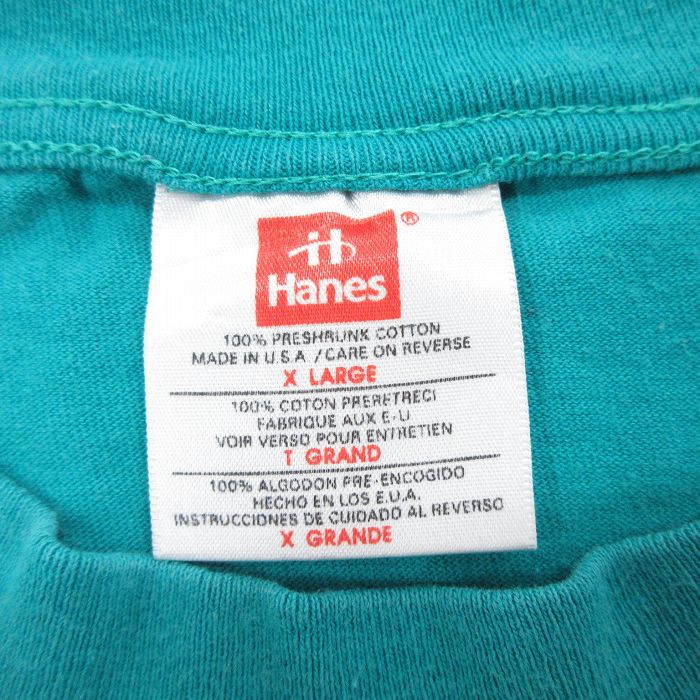 ®
Hanes
100% PRESHRUNK COTTON
MADE IN U.S.A / CARE ON REVERSE
X LARGE
100% COTON PRERETRECI
FABRIQUE AUX E-U
VOIR VERSO POUR ENTRETIEN
T GRAND
100% ALGODON PRE-ENCOGIDO
HECHO EN LOS E.U.A.
INSTRUCCIONES DE CUIDADO AL REVERSO
X GRANDE